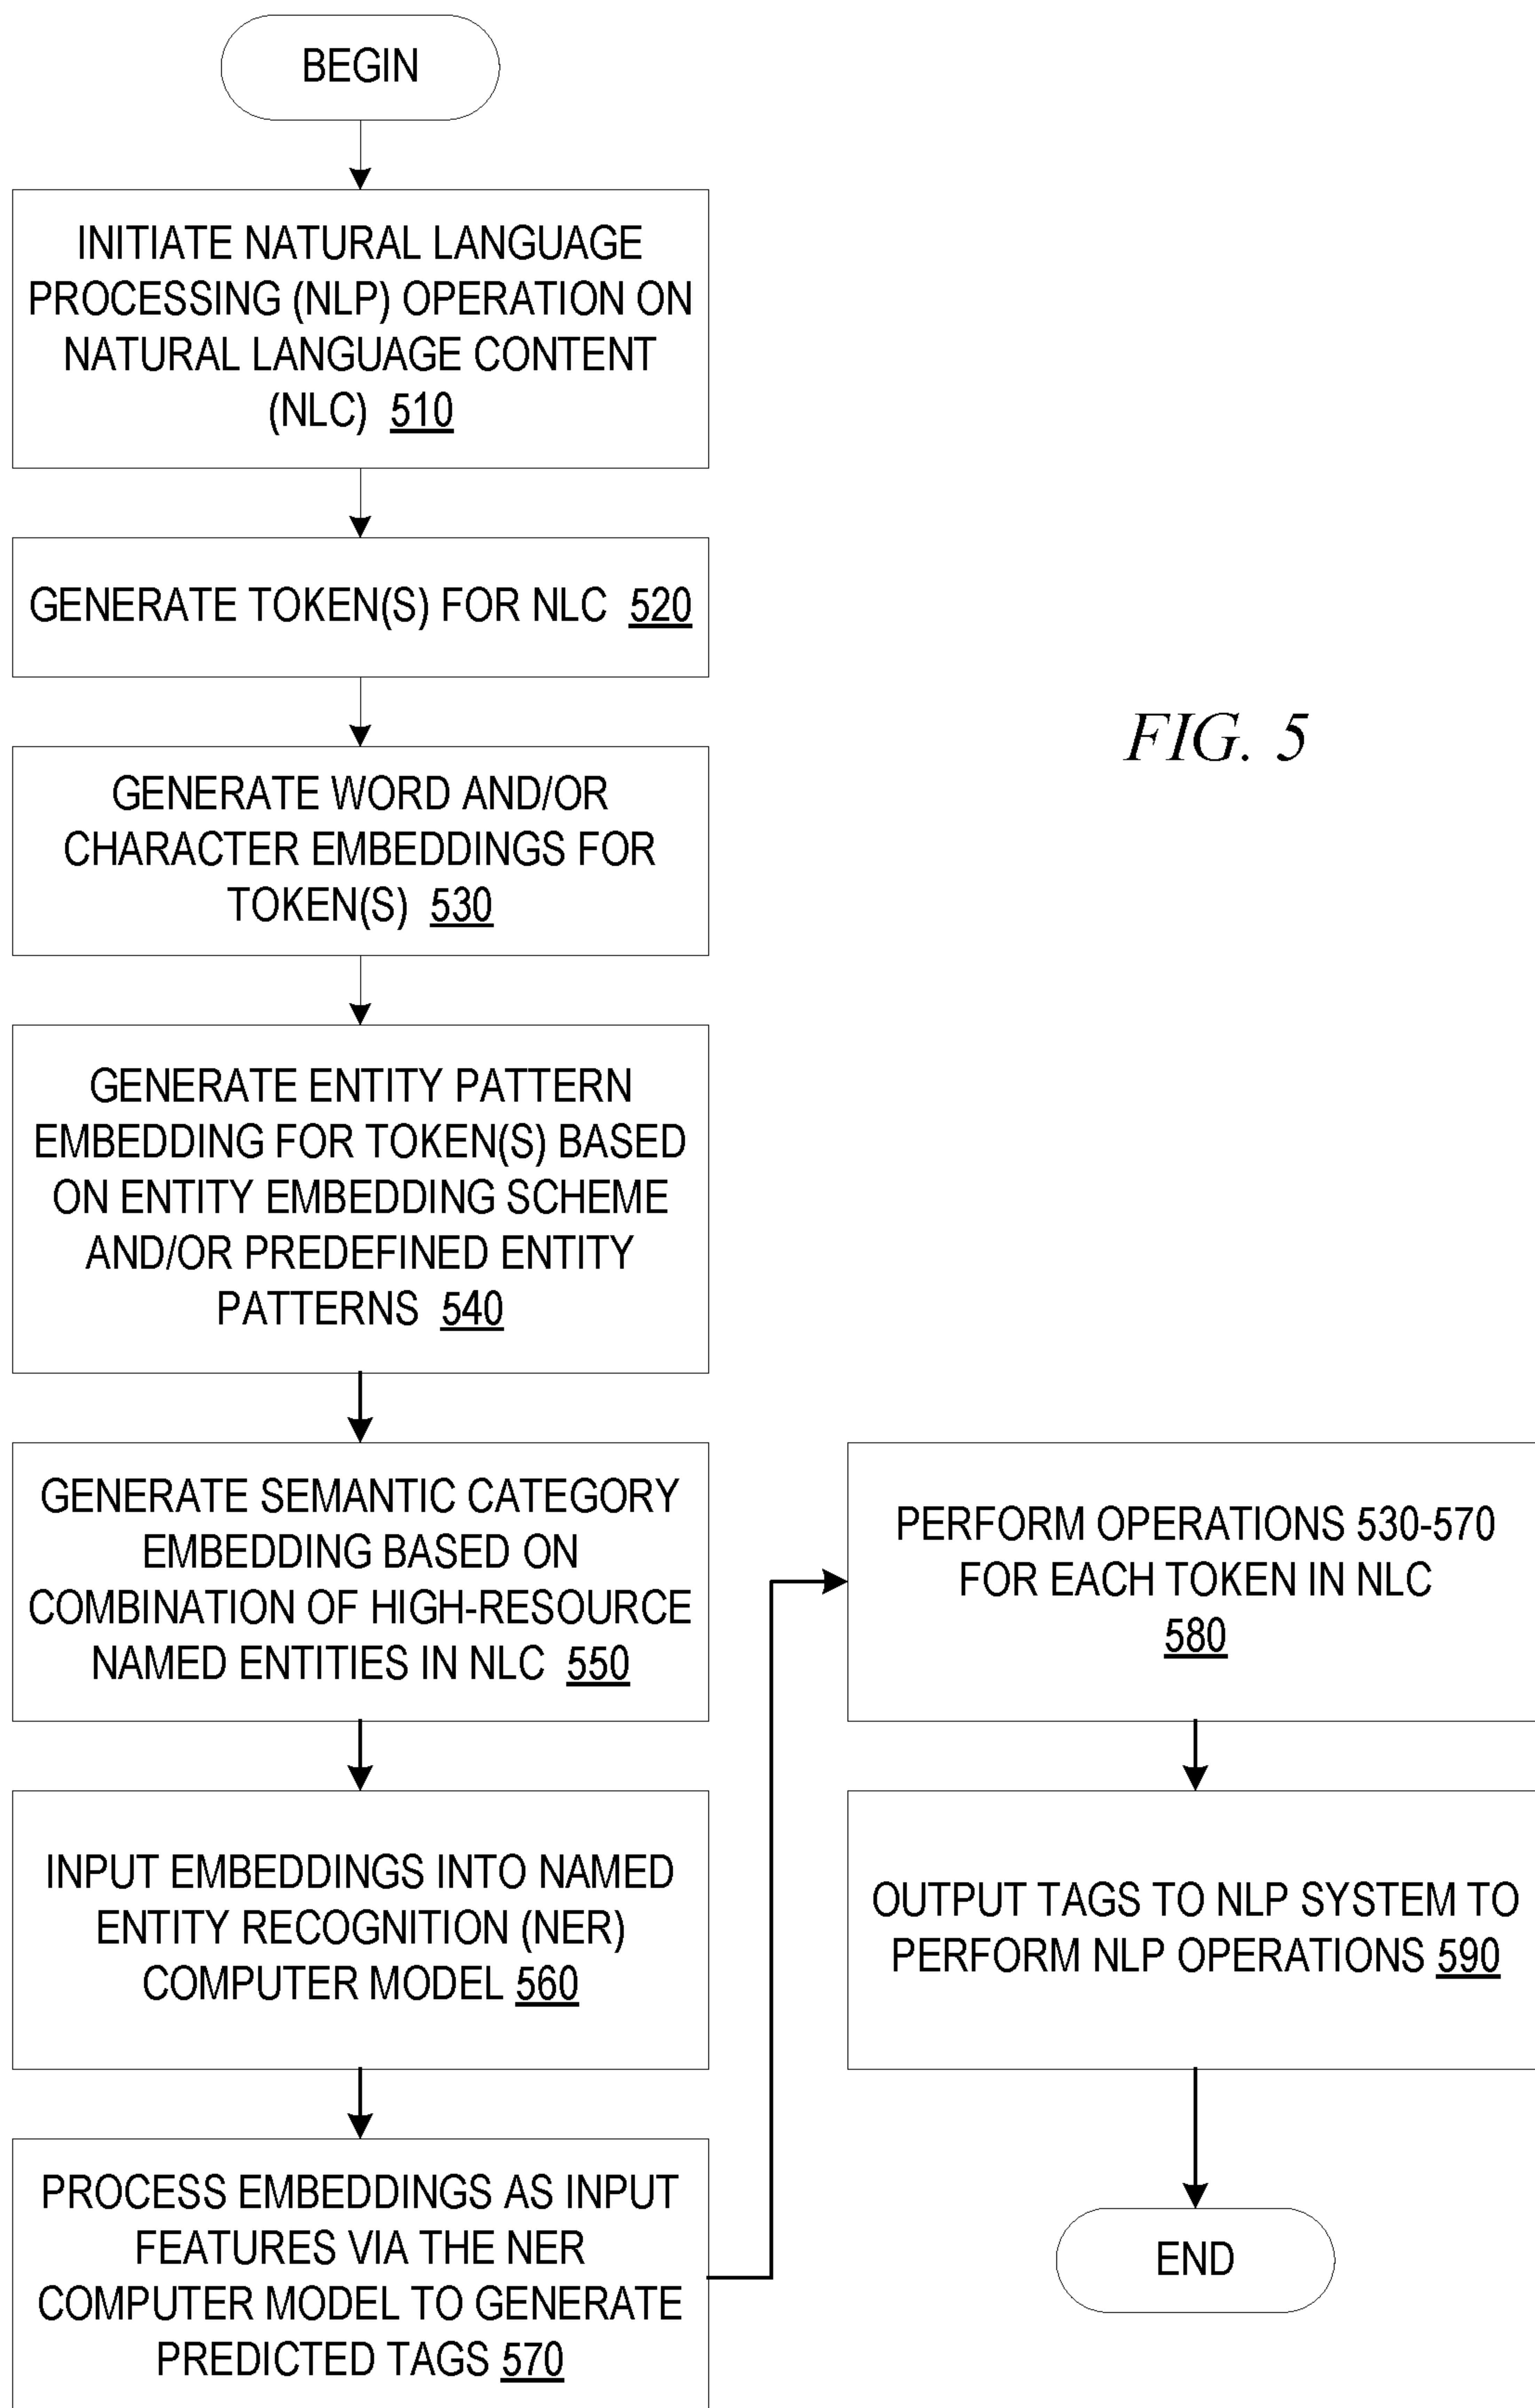 BEGIN
INITIATE NATURAL LANGUAGE
PROCESSING (NLP) OPERATION ON
NATURAL LANGUAGE CONTENT
(NLC) 510
GENERATE TOKEN(S) FOR NLC 520
GENERATE WORD AND/OR
CHARACTER EMBEDDINGS FOR
TOKEN(S) 530
GENERATE ENTITY PATTERN
EMBEDDING FOR TOKEN(S) BASED
ON ENTITY EMBEDDING SCHEME
AND/OR PREDEFINED ENTITY
PATTERNS 540
GENERATE SEMANTIC CATEGORY
EMBEDDING BASED ON
COMBINATION OF HIGH-RESOURCE
NAMED ENTITIES IN NLC 550
INPUT EMBEDDINGS INTO NAMED
ENTITY RECOGNITION (NER)
COMPUTER MODEL 560
PROCESS EMBEDDINGS AS INPUT
FEATURES VIA THE NER
COMPUTER MODEL TO GENERATE
PREDICTED TAGS 570
PERFORM OPERATIONS 530-570
FOR EACH TOKEN IN NLC
580
OUTPUT TAGS TO NLP SYSTEM TO
PERFORM NLP OPERATIONS 590
END
FIG. 5